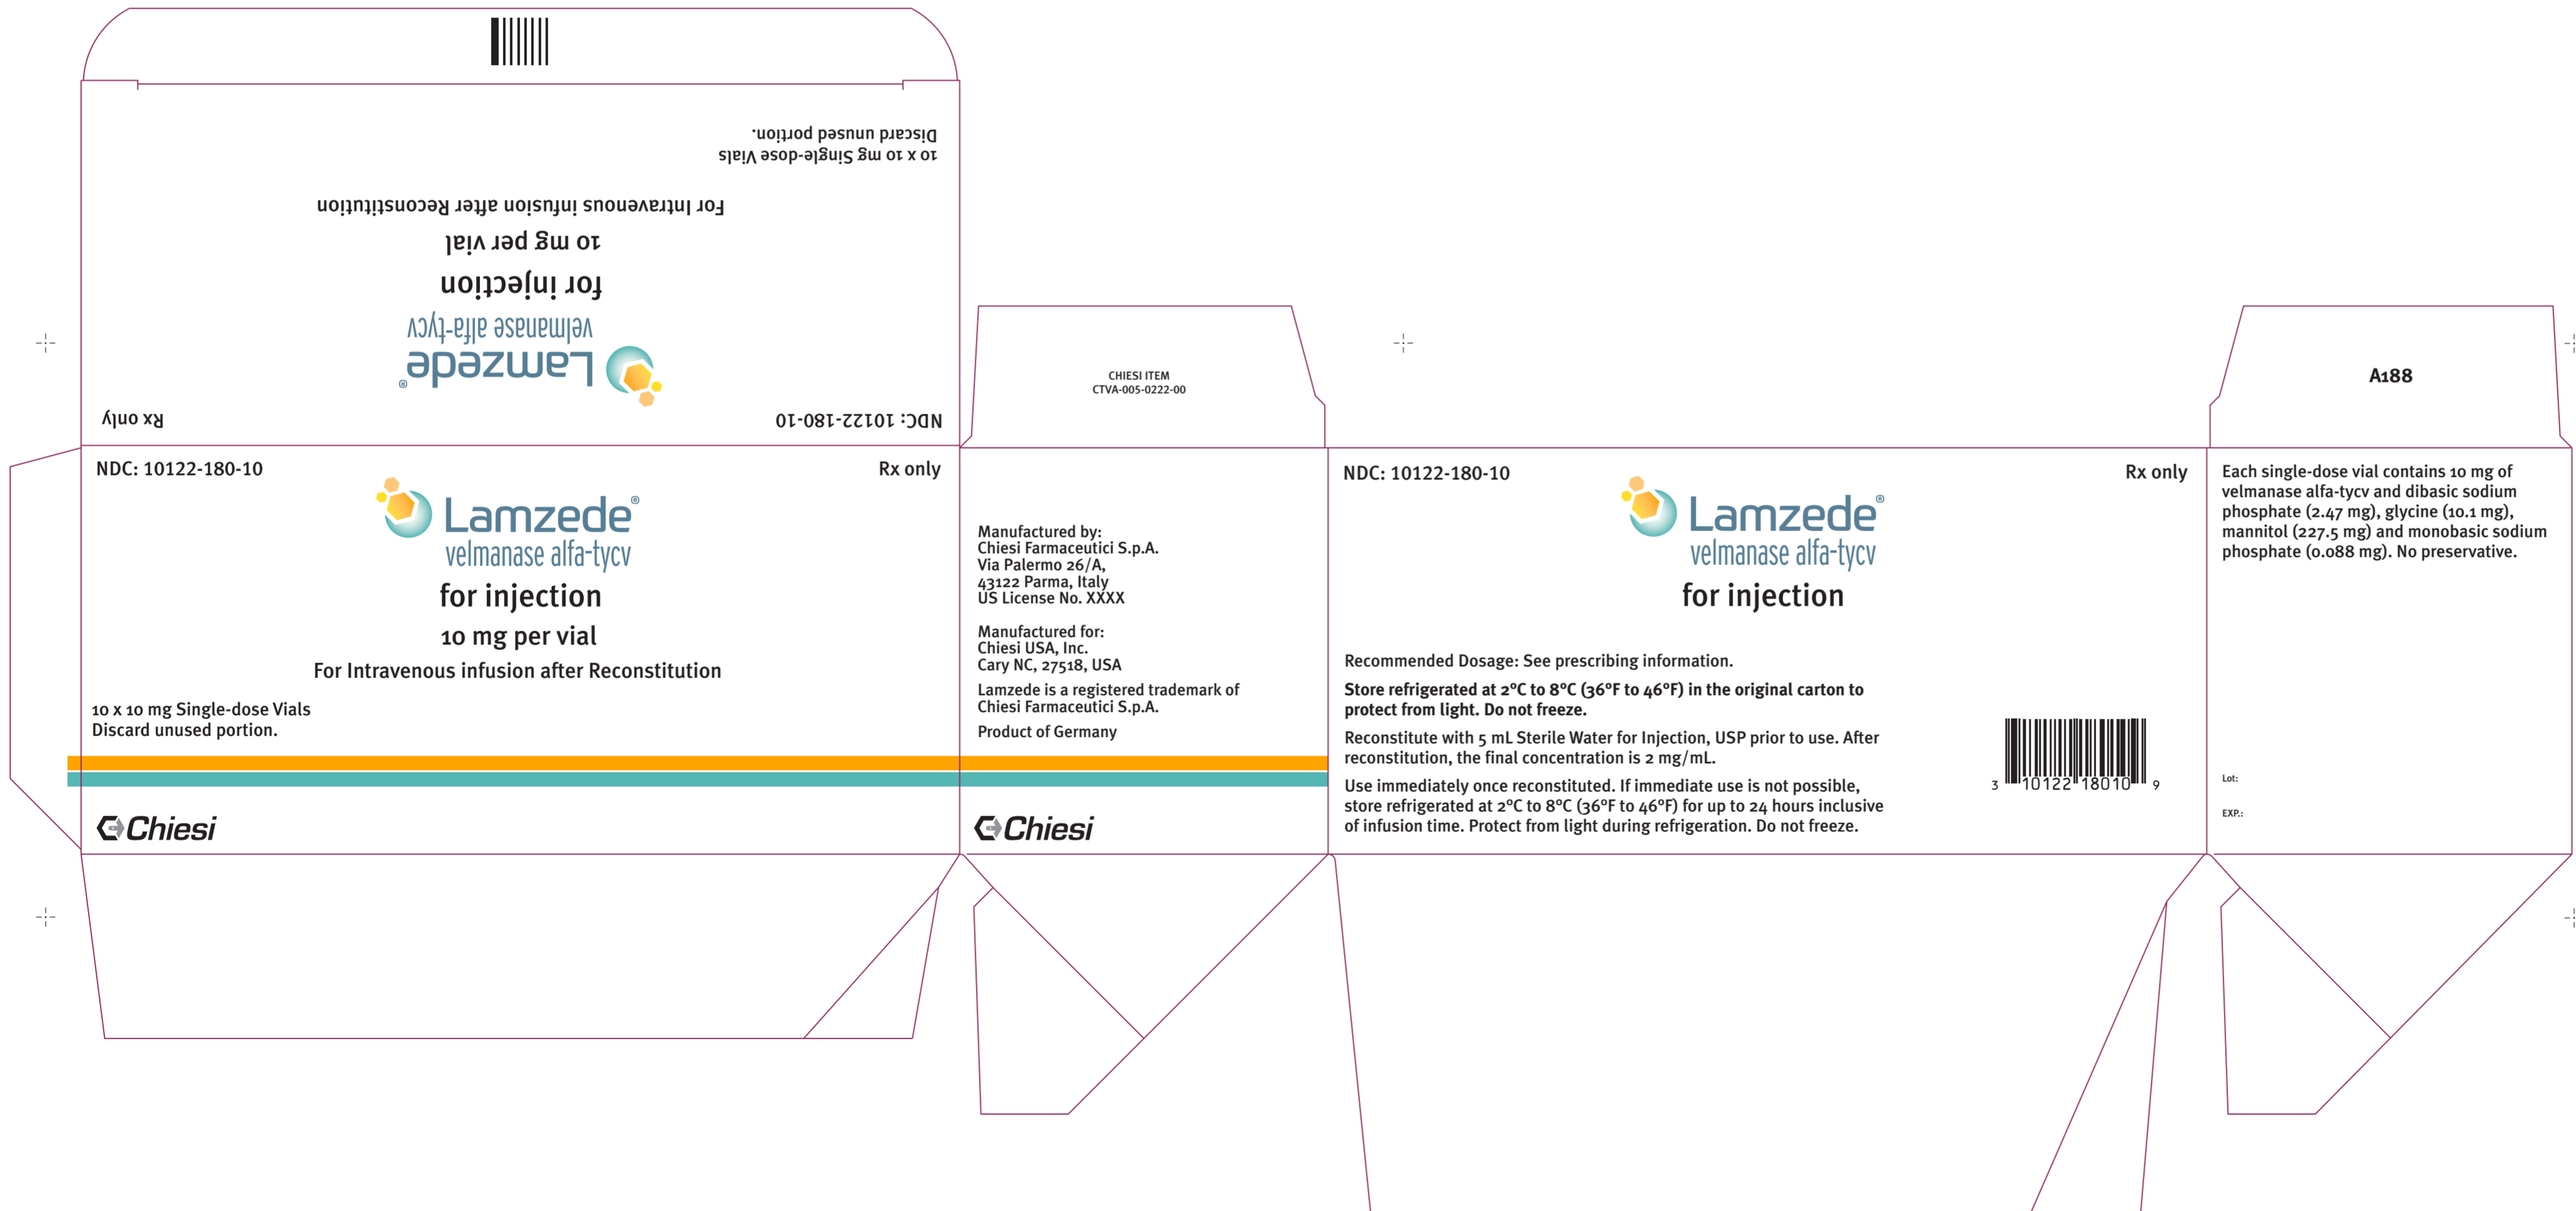 10 x 10 mg Single-dose Vials
Discard unused portion.
For Intravenous infusion after Reconstitution
10 mg per vial
for injection
velmanase alfa-tycv
Lamzede®
NDC: 10122-180-10
Rx only
NDC: 10122-180-10
Rx only
Lamzede®
velmanase alfa-tycv
for injection
10 mg per vial
For Intravenous infusion after Reconstitution
10 x 10 mg Single-dose Vials
Discard unused portion.
Chiesi
CHIESI ITEM
CTVA-005-0222-00
Manufactured by:
Chiesi Farmaceutici S.p.A.
Via Palermo 26/A,
43122 Parma, Italy
US License No. XXXX
Manufactured for:
Chiesi USA, Inc.
Cary NC, 27518, USA
Lamzede is a registered trademark of
Chiesi Farmaceutici S.p.A.
Product of Germany
Chiesi
NDC: 10122-180-10
Rx only
Lamzede®
velmanase alfa-tycv
for injection
Recommended Dosage: See prescribing information.
Store refrigerated at 2°C to 8°C (36°F to 46°F) in the original carton to
protect from light. Do not freeze.
Reconstitute with 5 mL Sterile Water for Injection, USP prior to use. After
reconstitution, the final concentration is 2 mg/mL.
Use immediately once reconstituted. If immediate use is not possible,
store refrigerated at 2°C to 8°C (36°F to 46°F) for up to 24 hours inclusive
of infusion time. Protect from light during refrigeration. Do not freeze.
3 10122 18010 9
A188
Each single-dose vial contains 10 mg of
velmanase alfa-tycv and dibasic sodium
phosphate (2.47 mg), glycine (10.1 mg),
mannitol (227.5 mg) and monobasic sodium
phosphate (0.088 mg). No preservative.
Lot:
EXP.: